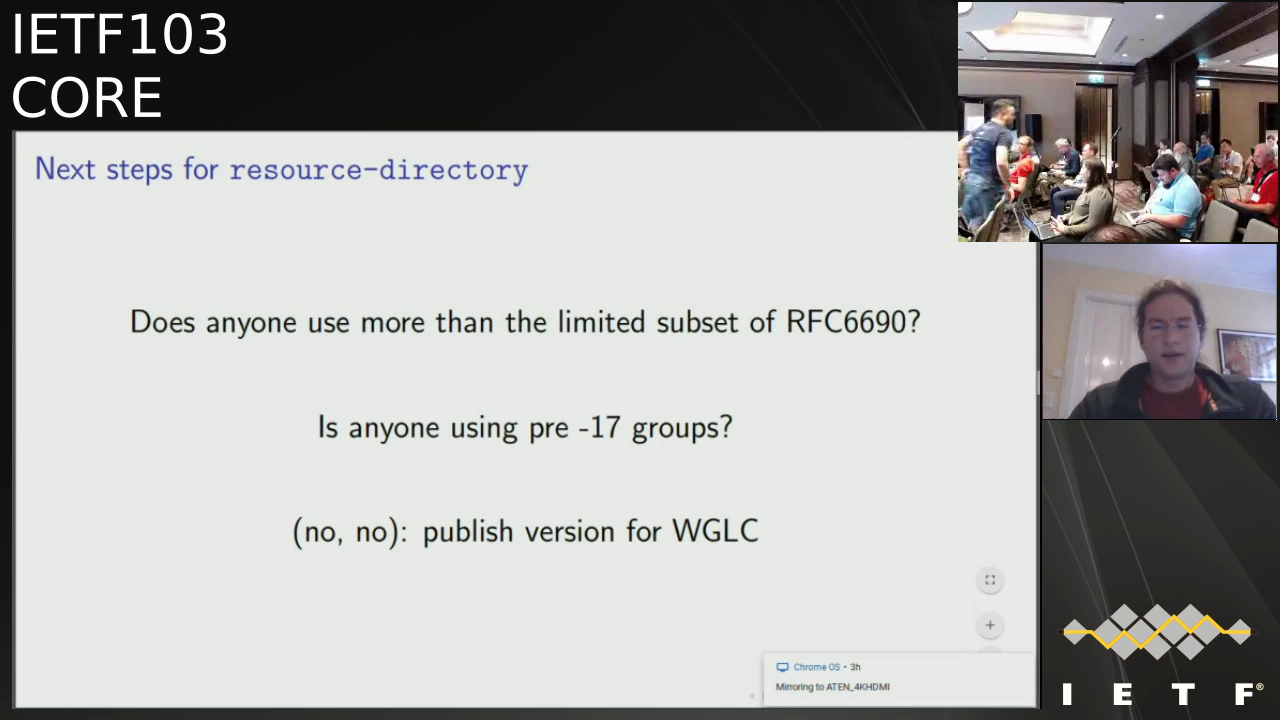 IETF103
CORE
Next steps for resource-directory
Does anyone use more than the limited subset of RFC6690?
Is anyone using pre -17 groups?
(no, no): publish version for WGLC
+
Chrome OS • 3h
Mirroring to ATEN_4KHDMI
I E T F®